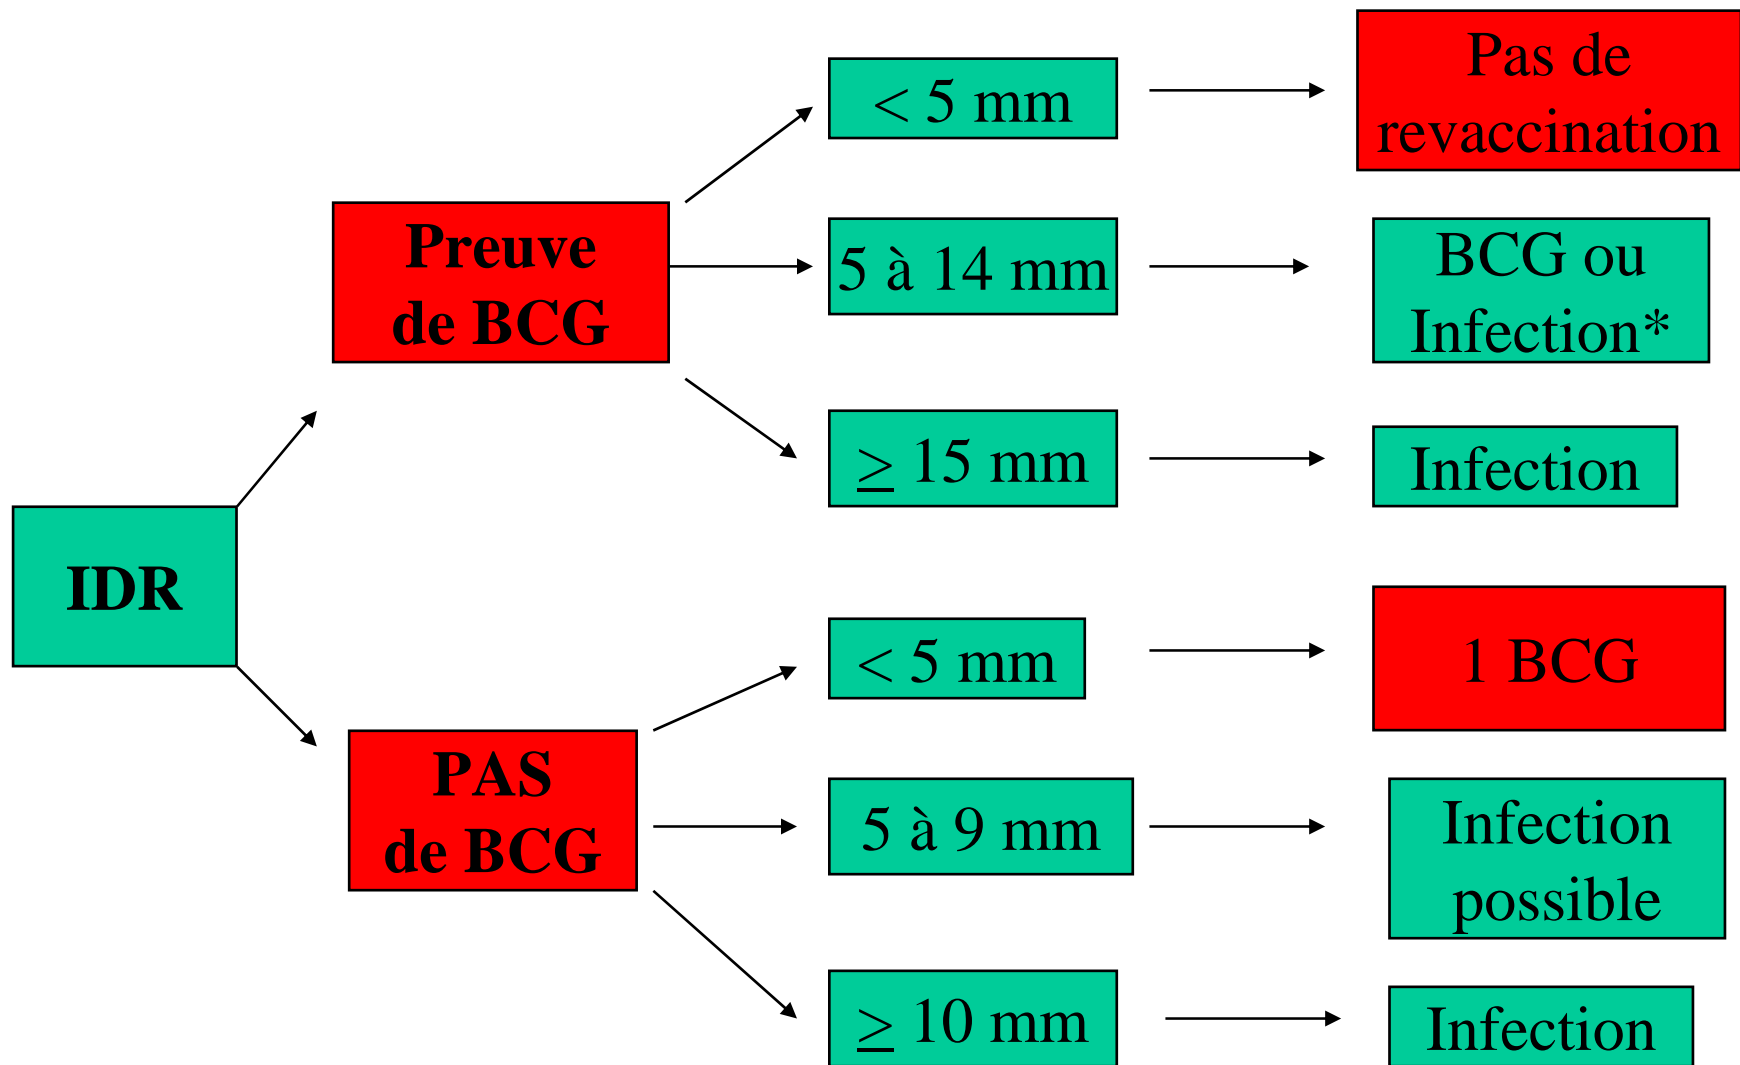 IDR
Preuve
de BCG
< 5 mm
Pas de
revaccination
5 à 14 mm
BCG ou
Infection*
≥ 15 mm
Infection
PAS
de BCG
< 5 mm
1 BCG
5 à 9 mm
Infection
possible
≥ 10 mm
Infection